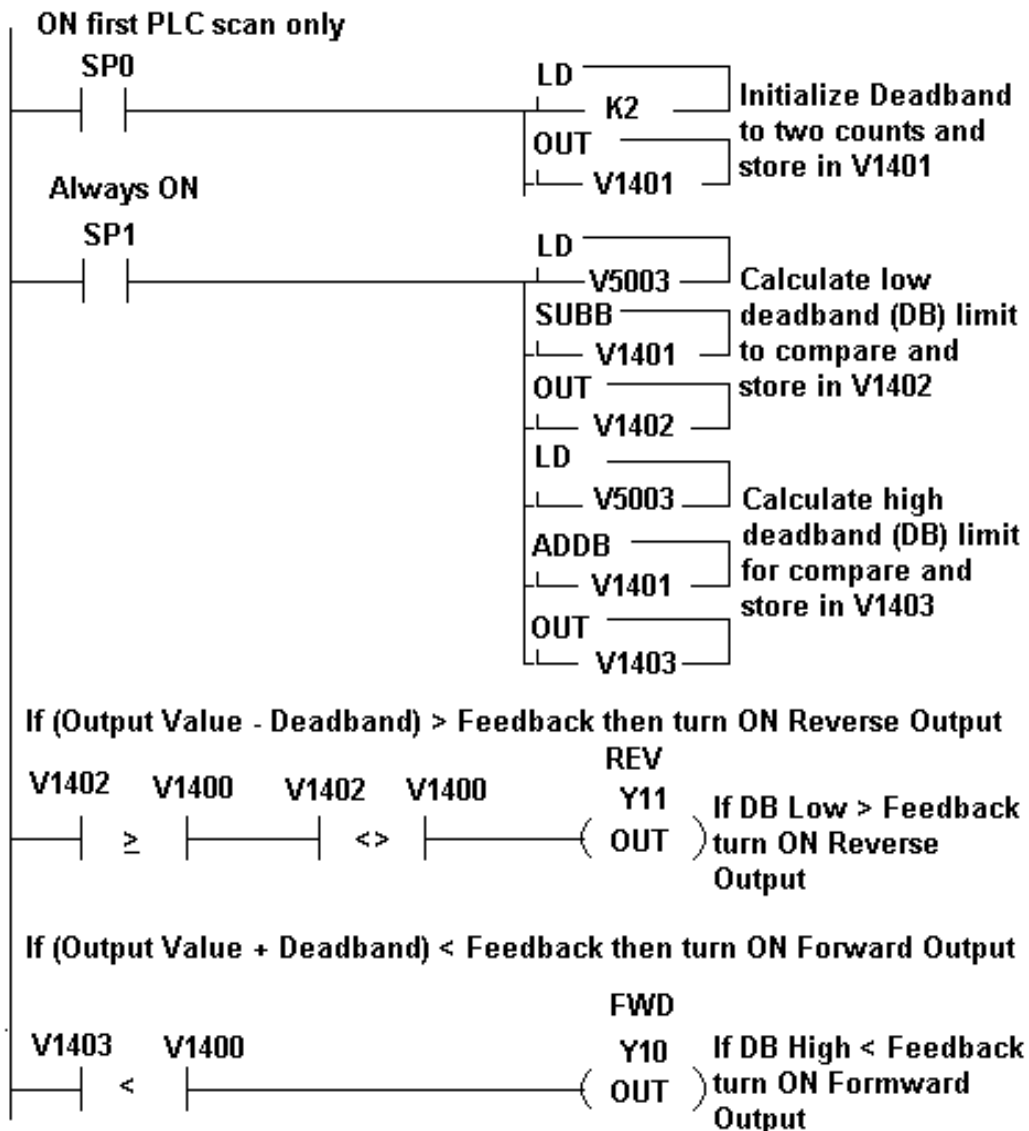 ON first PLC scan only
SP0
LD
K2
OUT
V1401
Initialize Deadband
to two counts and
store in V1401
Always ON
SP1
LD
V5003
SUBB
V1401
OUT
V1402
Calculate low
deadband (DB) limit
to compare and
store in V1402
LD
V5003
ADDB
V1401
OUT
V1403
Calculate high
deadband (DB) limit
for compare and
store in V1403
If (Output Value - Deadband) > Feedback then turn ON Reverse Output
REV
V1402 V1400 V1402 V1400 Y11
≥ <> OUT
If DB Low > Feedback
turn ON Reverse
Output
If (Output Value + Deadband) < Feedback then turn ON Forward Output
FWD
V1403 V1400 Y10
< OUT
If DB High < Feedback
turn ON Formward
Output